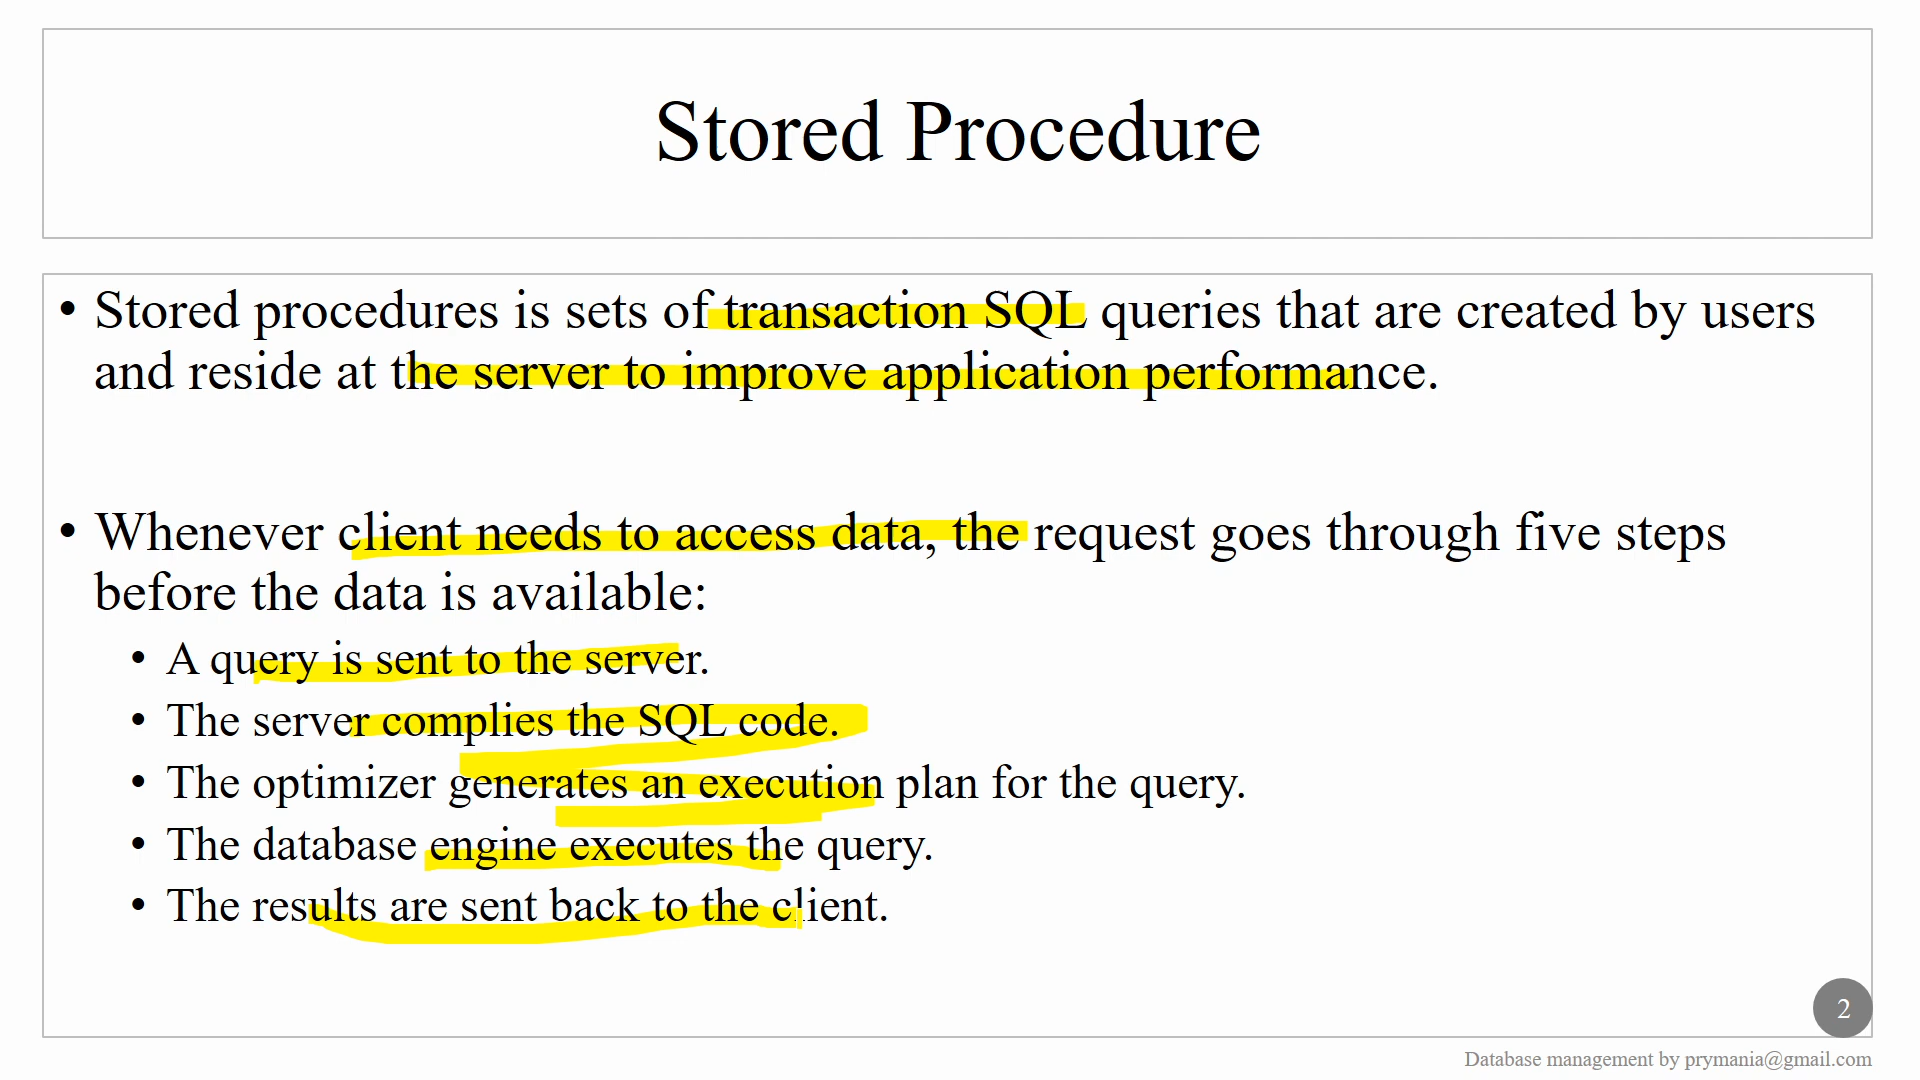 Stored Procedure
• Stored procedures is sets of transaction SQL queries that are created by users
and reside at the server to improve application performance.
• Whenever client needs to access data, the request goes through five steps
before the data is available:
• A query is sent to the server.
• The server complies the SQL code.
• The optimizer generates an execution plan for the query.
• The database engine executes the query.
• The results are sent back to the client.
2
Database management by prymania@gmail.com